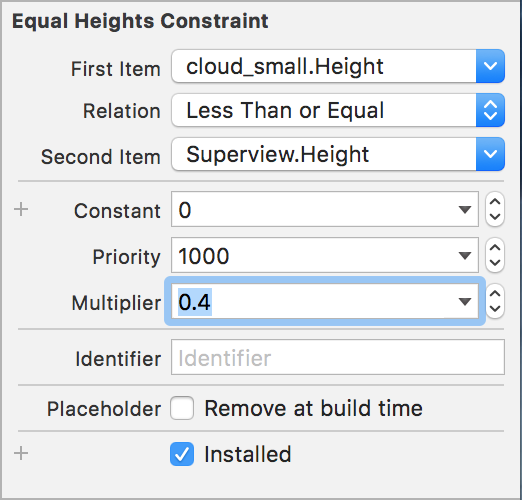 Equal Heights Constraint
First Item cloud_small.Height
Relation Less Than or Equal
Second Item Superview.Height
Constant 0
Priority 1000
Multiplier 0.4
Identifier Identifier
Placeholder Remove at build time
Installed